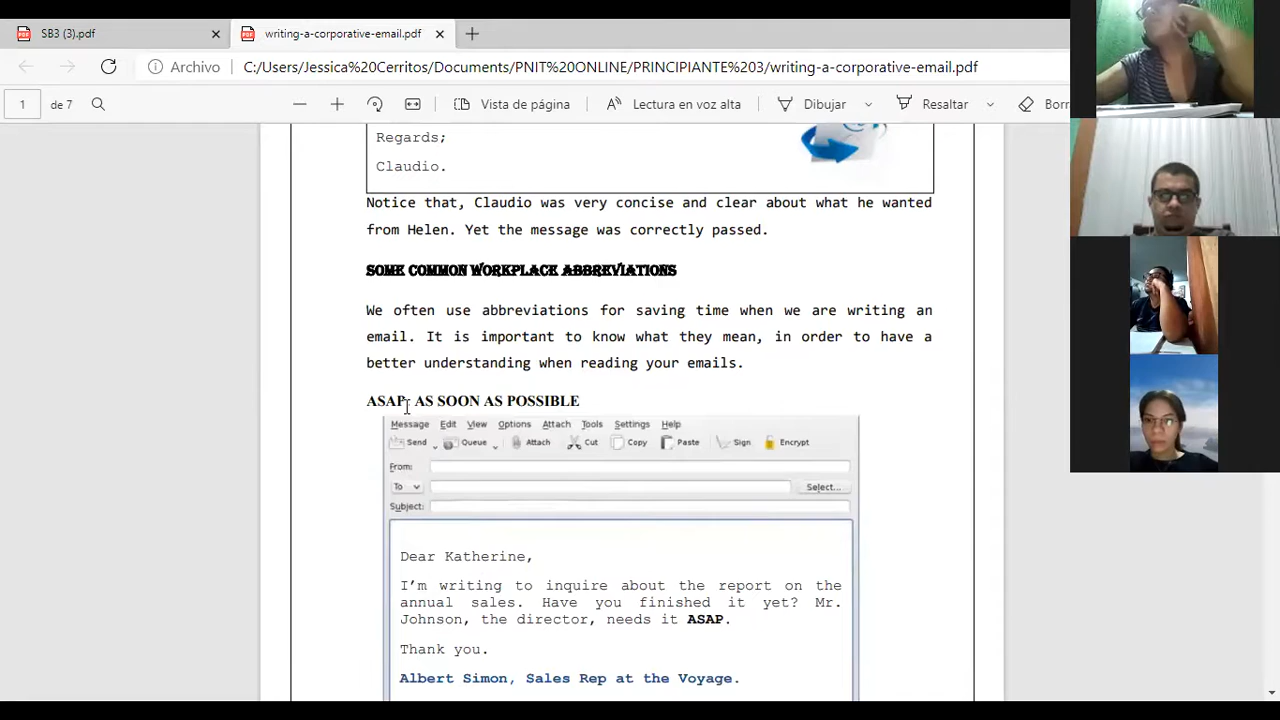 SB3 (3).pdf
writing-a-corporative-email.pdf
Archivo C:/Users/Jessica%20Cerritos/Documents/PNIT%20ONLINE/PRINCIPIANTE%203/writing-a-corporative-email.pdf
1 de 7 Vista de página Lectura en voz alta Dibujar Resaltar Borr
Regards;
Claudio.
Notice that, Claudio was very concise and clear about what he wanted
from Helen. Yet the message was correctly passed.
SOME COMMON WORKPLACE ABBREVIATIONS
We often use abbreviations for saving time when we are writing an
email. It is important to know what they mean, in order to have a
better understanding when reading your emails.
ASAP: AS SOON AS POSSIBLE
Message Edit View Options Attach Tools Settings Help
Send Queue Attach Cut Copy Paste Sign Encrypt
From:
To Select...
Subject:
Dear Katherine,
I’m writing to inquire about the report on the
annual sales. Have you finished it yet? Mr.
Johnson, the director, needs it ASAP.
Thank you.
Albert Simon, Sales Rep at the Voyage.